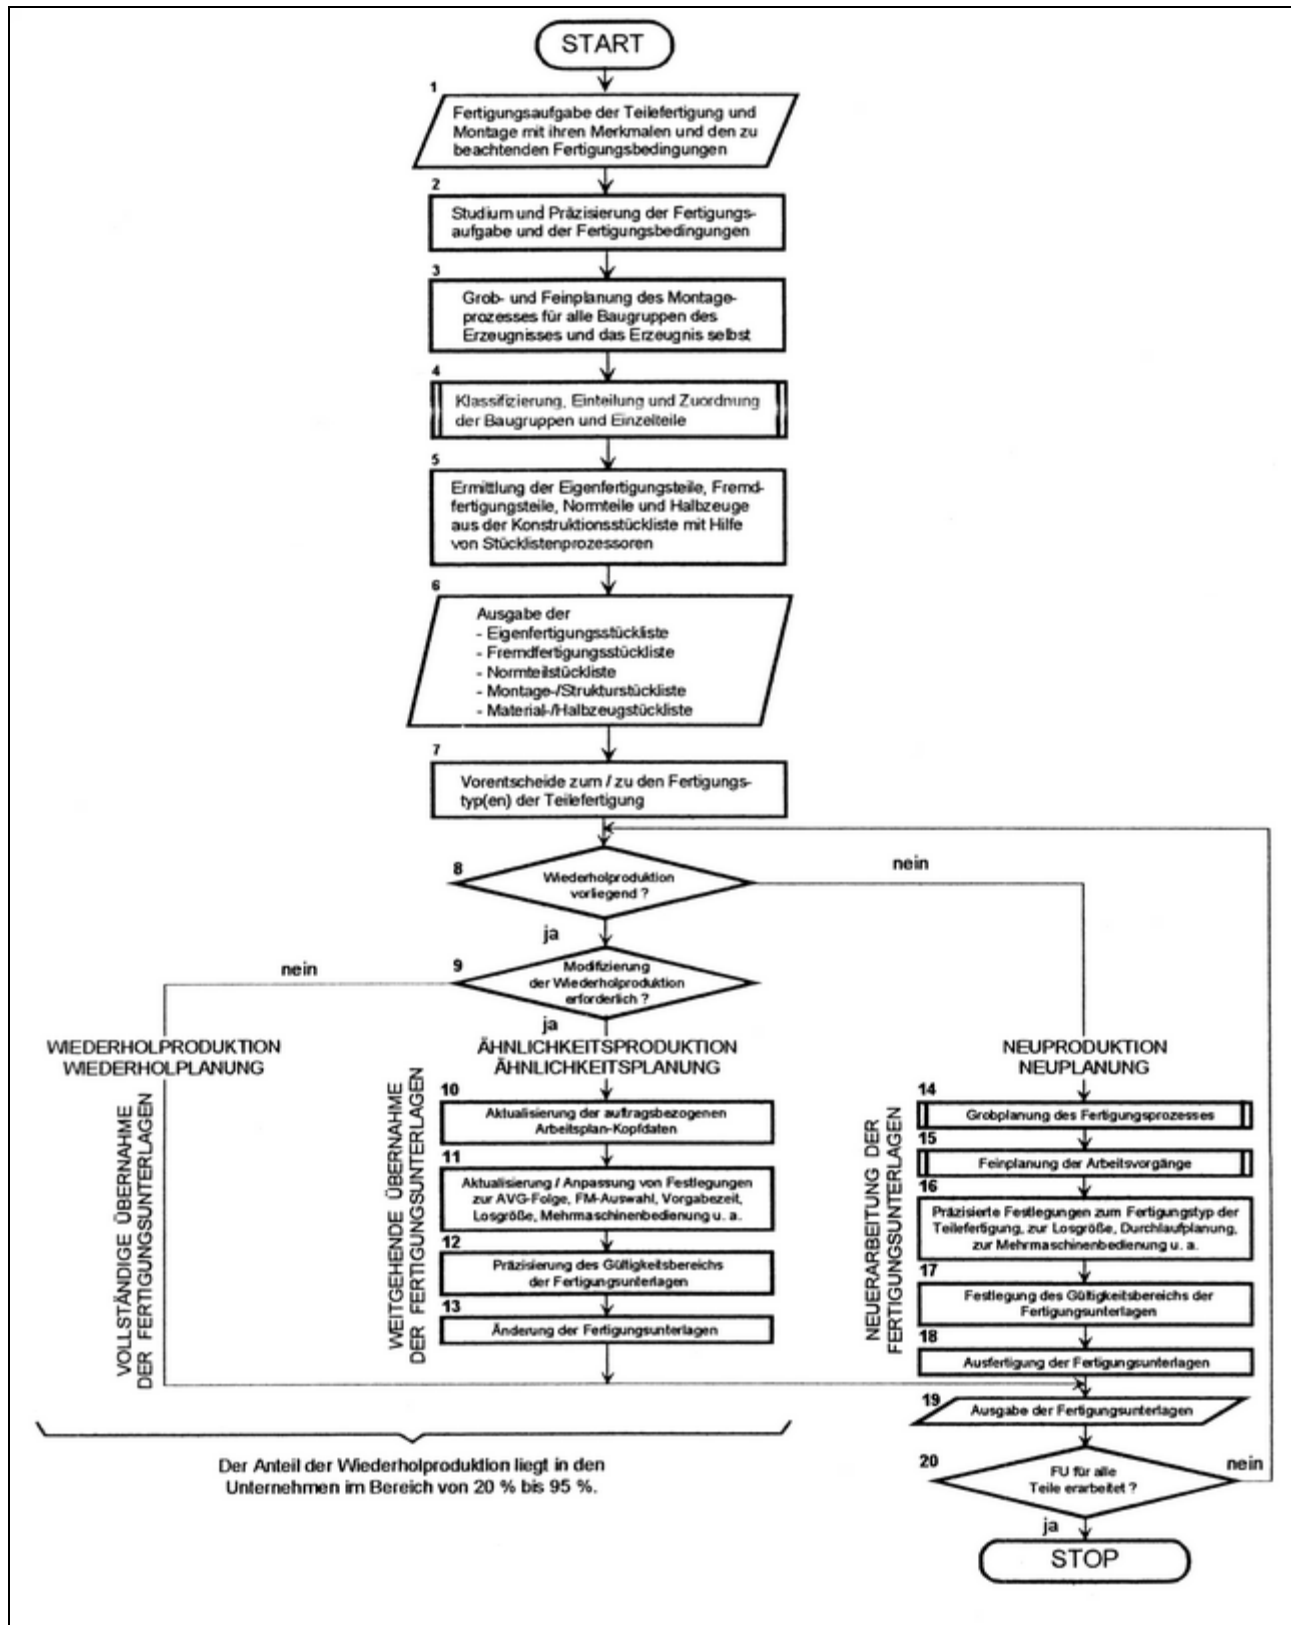 START
1
Fertigungsaufgabe der Teilefertigung und
Montage mit ihren Merkmalen und den zu
beachtenden Fertigungsbedingungen
2
Studium und Präzisierung der Fertigungs-
aufgabe und der Fertigungsbedingungen
3
Grob- und Feinplanung des Montage-
prozesses für alle Baugruppen des
Erzeugnisses und das Erzeugnis selbst
4
Klassifizierung, Einteilung und Zuordnung
der Baugruppen und Einzelteile
5
Ermittlung der Eigenfertigungsteile, Fremd-
fertigungsteile, Normteile und Halbzeuge
aus der Konstruktionsstückliste mit Hilfe
von Stücklistenprozessoren
6
Ausgabe der
- Eigenfertigungsstückliste
- Fremdfertigungsstückliste
- Normteilstückliste
- Montage-/Strukturstückliste
- Material-/Halbzeugstückliste
7
Vorentscheide zum / zu den Fertigungs-
typ(en) der Teilefertigung
8
Wiederholproduktion
vorliegend ?
nein
ja
9
Modifizierung
der Wiederholproduktion
erforderlich ?
nein
ja
WIEDERHOLPRODUKTION
WIEDERHOLPLANUNG
VOLLSTÄNDIGE ÜBERNAHME
DER FERTIGUNGSUNTERLAGEN
ÄHNLICHKEITSPRODUKTION
ÄHNLICHKEITSPLANUNG
WEITGEHENDE ÜBERNAHME
DER FERTIGUNGSUNTERLAGEN
10
Aktualisierung der auftragsbezogenen
Arbeitsplan-Kopfdaten
11
Aktualisierung / Anpassung von Festlegungen
zur AVG-Folge, FM-Auswahl, Vorgabezeit,
Losgröße, Mehrmaschinenbedienung u. a.
12
Präzisierung des Gültigkeitsbereichs
der Fertigungsunterlagen
13
Änderung der Fertigungsunterlagen
NEUPRODUKTION
NEUPLANUNG
NEUERARBEITUNG DER
FERTIGUNGSUNTERLAGEN
14
Grobplanung des Fertigungsprozesses
15
Feinplanung der Arbeitsvorgänge
16
Präzisierte Festlegungen zum Fertigungstyp der
Teilefertigung, zur Losgröße, Durchlaufplanung,
zur Mehrmaschinenbedienung u. a.
17
Festlegung des Gültigkeitsbereichs der
Fertigungsunterlagen
18
Ausfertigung der Fertigungsunterlagen
19
Ausgabe der Fertigungsunterlagen
20
FU für alle
Teile erarbeitet ?
nein
ja
STOP
Der Anteil der Wiederholproduktion liegt in den
Unternehmen im Bereich von 20 % bis 95 %.